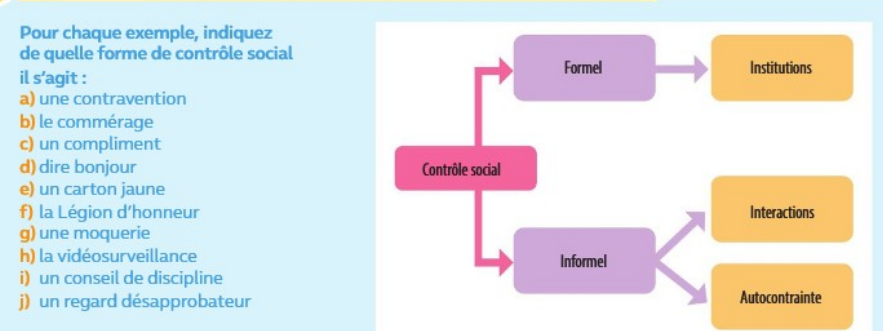 Pour chaque exemple, indiquez
de quelle forme de contrôle social
il s'agit :
a) une contravention
b) le commérage
c) un compliment
d) dire bonjour
e) un carton jaune
f) la Légion d'honneur
g) une moquerie
h) la vidéosurveillance
i) un conseil de discipline
j) un regard désapprobateur
Formel
Institutions
Contrôle social
Interactions
Informel
Autocontrainte